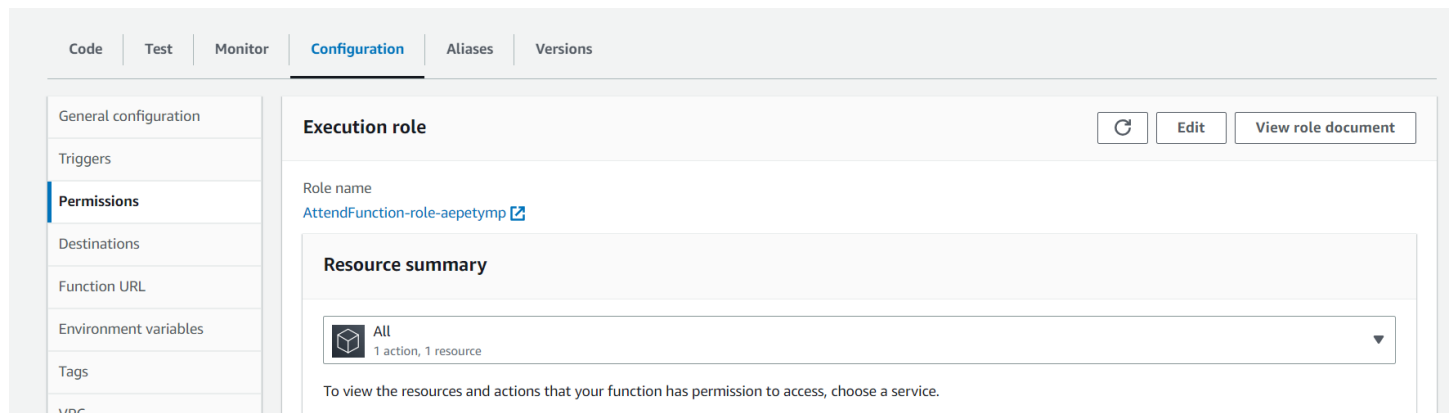 Code Test Monitor Configuration Aliases Versions
General configuration
Triggers
Permissions
Destinations
Function URL
Environment variables
Tags
VPC
Execution role
Edit View role document
Role name
AttendFunction-role-aepetymp
Resource summary
All
1 action, 1 resource
To view the resources and actions that your function has permission to access, choose a service.